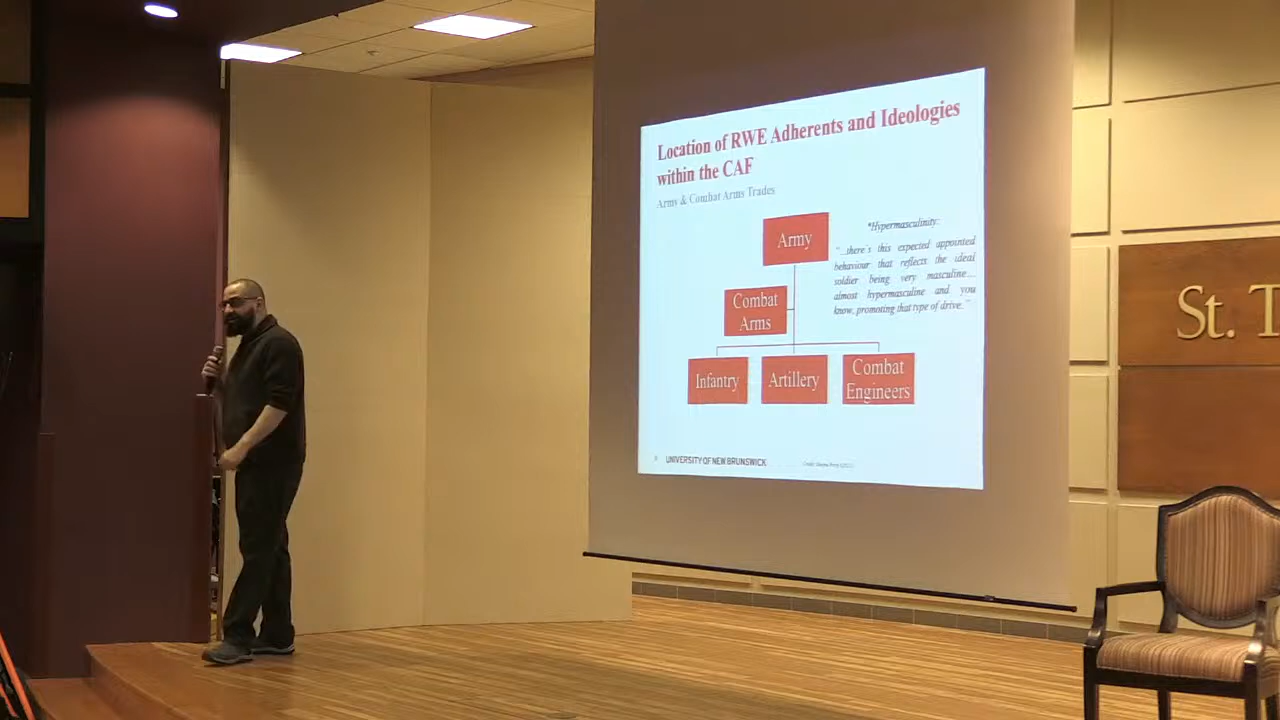 Location of RWE Adherents and Ideologies
within the CAF
Army & Combat Arms Trades
Army
*Hypermasculinity:
"...there's this expected appointed
behaviour that reflects the ideal
soldier being very masculine...
almost hypermasculine and you
know, promoting that type of drive."
Combat
Arms
Infantry
Artillery
Combat
Engineers
UNIVERSITY OF NEW BRUNSWICK
St. T